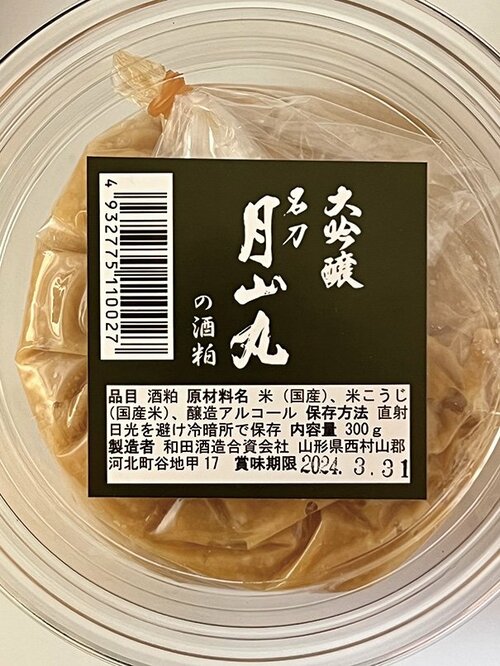 大吟醸
名刀
月山丸
の酒粕
4932775110027
品目 酒粕 原材料名 米（国産）、米こうじ
（国産米）、醸造アルコール 保存方法 直射
日光を避け冷暗所で保存 内容量 300g
製造者 和田酒造合資会社 山形県西村山郡
河北町谷地甲17 賞味期限 2024.3.31